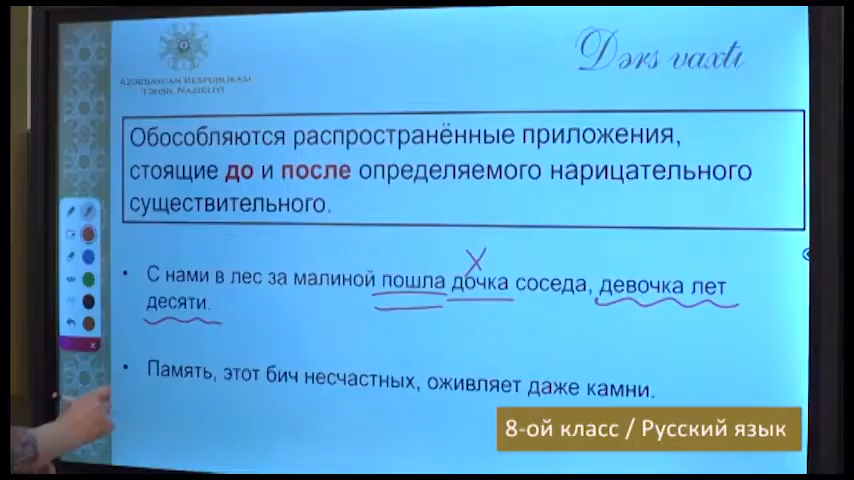 AZƏRBAYCAN RESPUBLİKASI
TƏHSİL NAZİRLİYİ
Dərs vaxtı
Обособляются распространённые приложения,
стоящие до и после определяемого нарицательного
существительного.
• С нами в лес за малиной пошла дочка соседа, девочка лет
десяти.
• Память, этот бич несчастных, оживляет даже камни.
8-ой класс / Русский язык